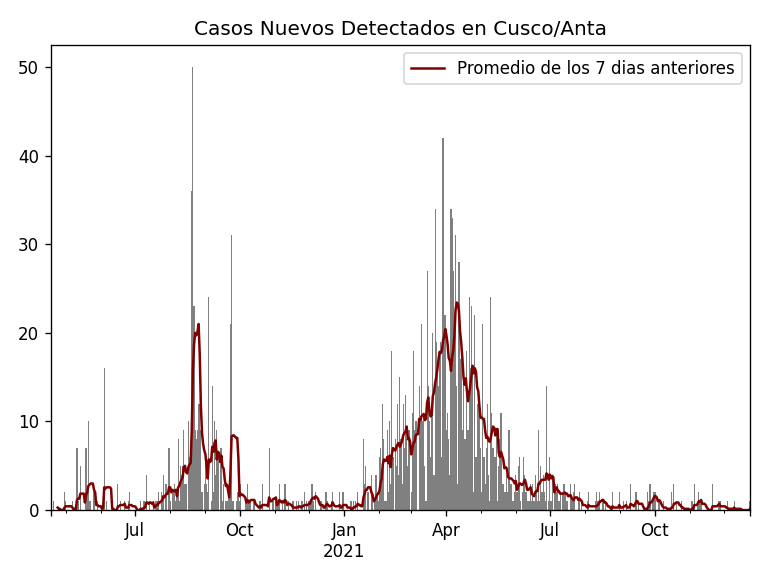 Casos Nuevos Detectados en Cusco/Anta
Promedio de los 7 dias anteriores
50
40
30
20
10
0
Jul
Oct
Jan
2021
Apr
Jul
Oct